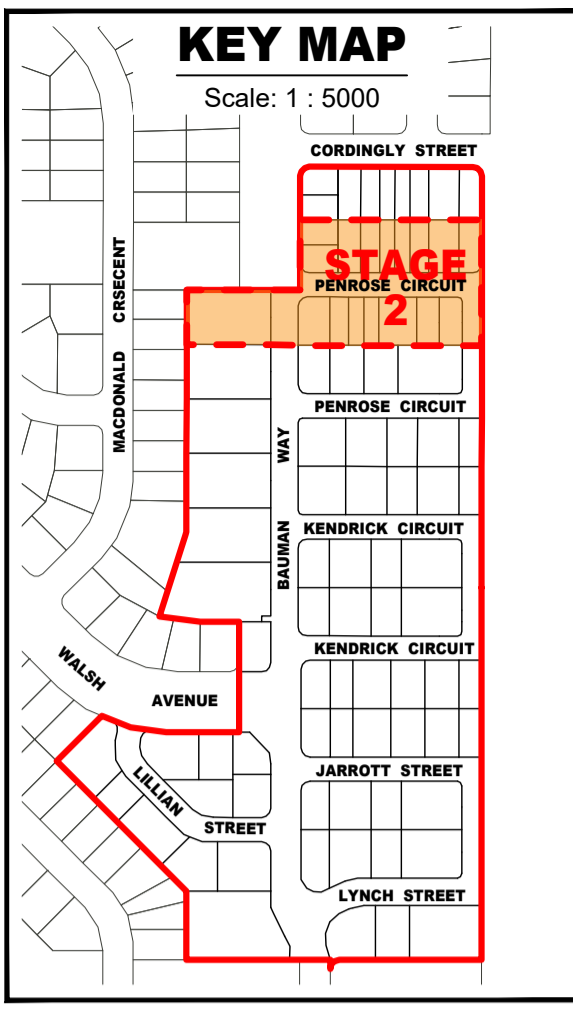 KEY MAP
Scale: 1 : 5000
CORDINGLY STREET
STAGE
PENROSE CIRCUIT
2
MACDONALD CRSECENT
PENROSE CIRCUIT
BAUMAN WAY
KENDRICK CIRCUIT
KENDRICK CIRCUIT
WALSH
AVENUE
JARROTT STREET
LILLIAN
STREET
LYNCH STREET